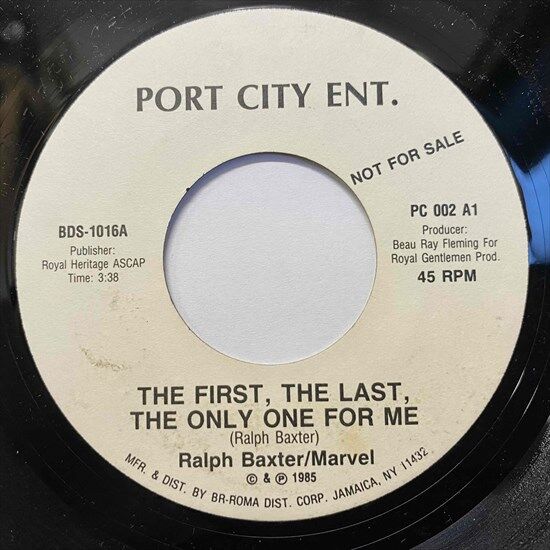 PORT CITY ENT.
NOT FOR SALE
BDS-1016A
Publisher:
Royal Heritage ASCAP
Time: 3:38
PC 002 A1
Producer:
Beau Ray Fleming For
Royal Gentlemen Prod.
45 RPM
THE FIRST, THE LAST,
THE ONLY ONE FOR ME
(Ralph Baxter)
Ralph Baxter/Marvel
© & ℗ 1985
MFR. & DIST. BY BR-ROMA DIST. CORP. JAMAICA, NY 11432